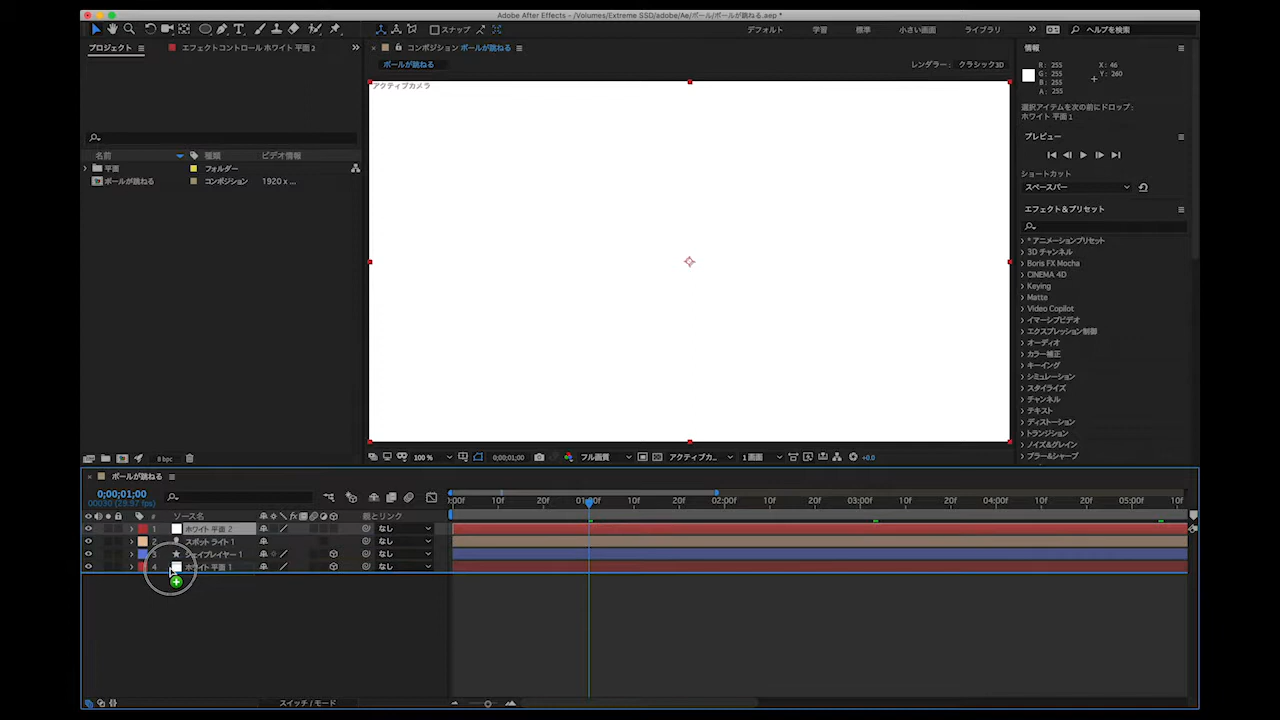 Adobe After Effects - /Volumes/Extreme SSD/adobe/Ae/ボール/ボールが跳ねる.aep *
スナップ
デフォルト
学習
標準
小さい画面
ライブラリ
ヘルプを検索
プロジェクト
エフェクトコントロール ホワイト 平面 2
コンポジション ボールが跳ねる
情報
ボールが跳ねる
レンダラー :
クラシック3D
R : 255
G : 255
B : 255
A : 255
X : 46
Y : 260
アクティブカメラ
選択アイテムを次の前にドロップ:
ホワイト 平面 1
プレビュー
名前
種類
ビデオ情報
平面
フォルダー
ボールが跳ねる
コンポジション
1920 x ...
ショートカット
スペースバー
エフェクト&プリセット
* アニメーションプリセット
3D チャンネル
Boris FX Mocha
CINEMA 4D
Keying
Matte
Video Copilot
イマーシブビデオ
エクスプレッション制御
オーディオ
カラー補正
キーイング
シミュレーション
スタイライズ
チャンネル
テキスト
ディストーション
トランジション
ノイズ&グレイン
ブラー&シャープ
8 bpc
100 %
0;00;01;00
フル画質
アクティブカ...
1 画面
+0.0
ボールが跳ねる
0;00;01;00
00030 (29.97 fps)
:00f
10f
20f
01:00f
10f
20f
02:00f
10f
20f
03:00f
10f
20f
04:00f
10f
20f
05:00f
10f
#
ソース名
fx
親とリンク
1
ホワイト 平面 2
なし
2
スポット ライト 1
なし
3
シェイプレイヤー 1
なし
4
ホワイト 平面 1
なし
スイッチ / モード